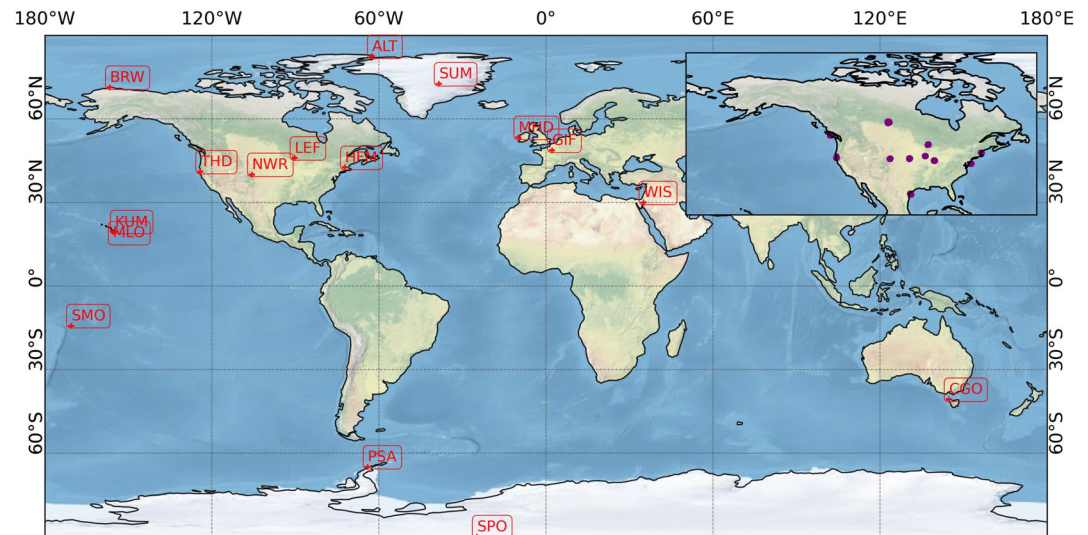 180°W 120°W 60°W 0° 60°E 120°E 180°E
ALT
BRW
SUM
60°N
60°N
MHD
GIF
LEF
HFM
THD
NWR
30°N
30°N
WIS
KUM
MLO
0°
0°
SMO
30°S
30°S
CGO
60°S
60°S
PSA
SPO